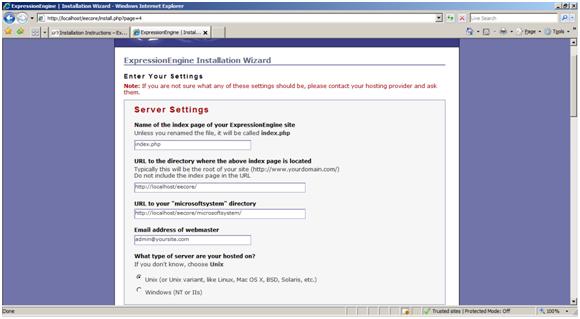 ExpressionEngine | Installation Wizard - Windows Internet Explorer
http://localhost/eecore/install.php?page=4
Live Search
Installation Instructions - Ex...
ExpressionEngine | Instal...
Page
Tools
ExpressionEngine Installation Wizard
Enter Your Settings
Note: If you are not sure what any of these settings should be, please contact your hosting provider and ask
them.
Server Settings
Name of the index page of your ExpressionEngine site
Unless you renamed the file, it will be called index.php
index.php
URL to the directory where the above index page is located
Typically this will be the root of your site (http://www.yourdomain.com/)
Do not include the index page in the URL
http://localhost/eecore/
URL to your "microsoftsystem" directory
http://localhost/eecore/microsoftsystem/
Email address of webmaster
admin@yoursite.com
What type of server are your hosted on?
If you don't know, choose Unix
Unix (or Unix variant, like Linux, Mac OS X, BSD, Solaris, etc.)
Windows (NT or IIs)
Done
Trusted sites | Protected Mode: Off
100%